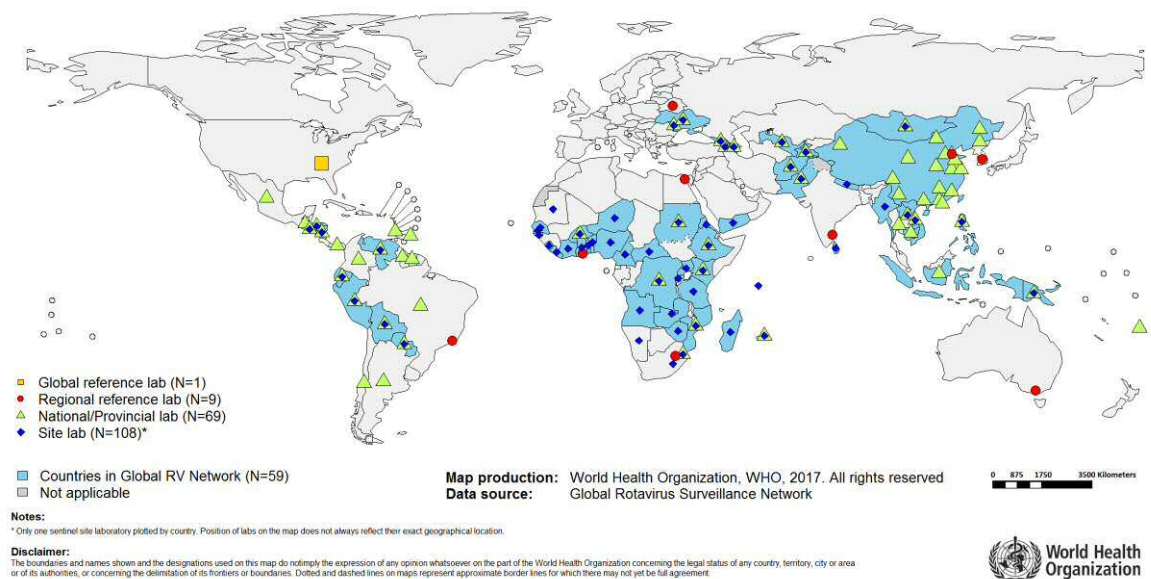 Global reference lab (N=1)
Regional reference lab (N=9)
National/Provincial lab (N=69)
Site lab (N=108)*
Countries in Global RV Network (N=59)
Not applicable
Map production: World Health Organization, WHO, 2017. All rights reserved
Data source: Global Rotavirus Surveillance Network
0 875 1750 3500 Kilometers
Notes:
* Only one sentinel site laboratory plotted by country. Position of labs on the map does not always reflect their exact geographical location.
Disclaimer:
The boundaries and names shown and the designations used on this map do notimply the expression of any opinion whatsoever on the part of the World Health Organization concerning the legal status of any country, territory, city or area
or of its authorities, or concerning the delimitation of its frontiers or boundaries. Dotted and dashed lines on maps represent approximate border lines for which there may not yet be full agreement.
World Health
Organization